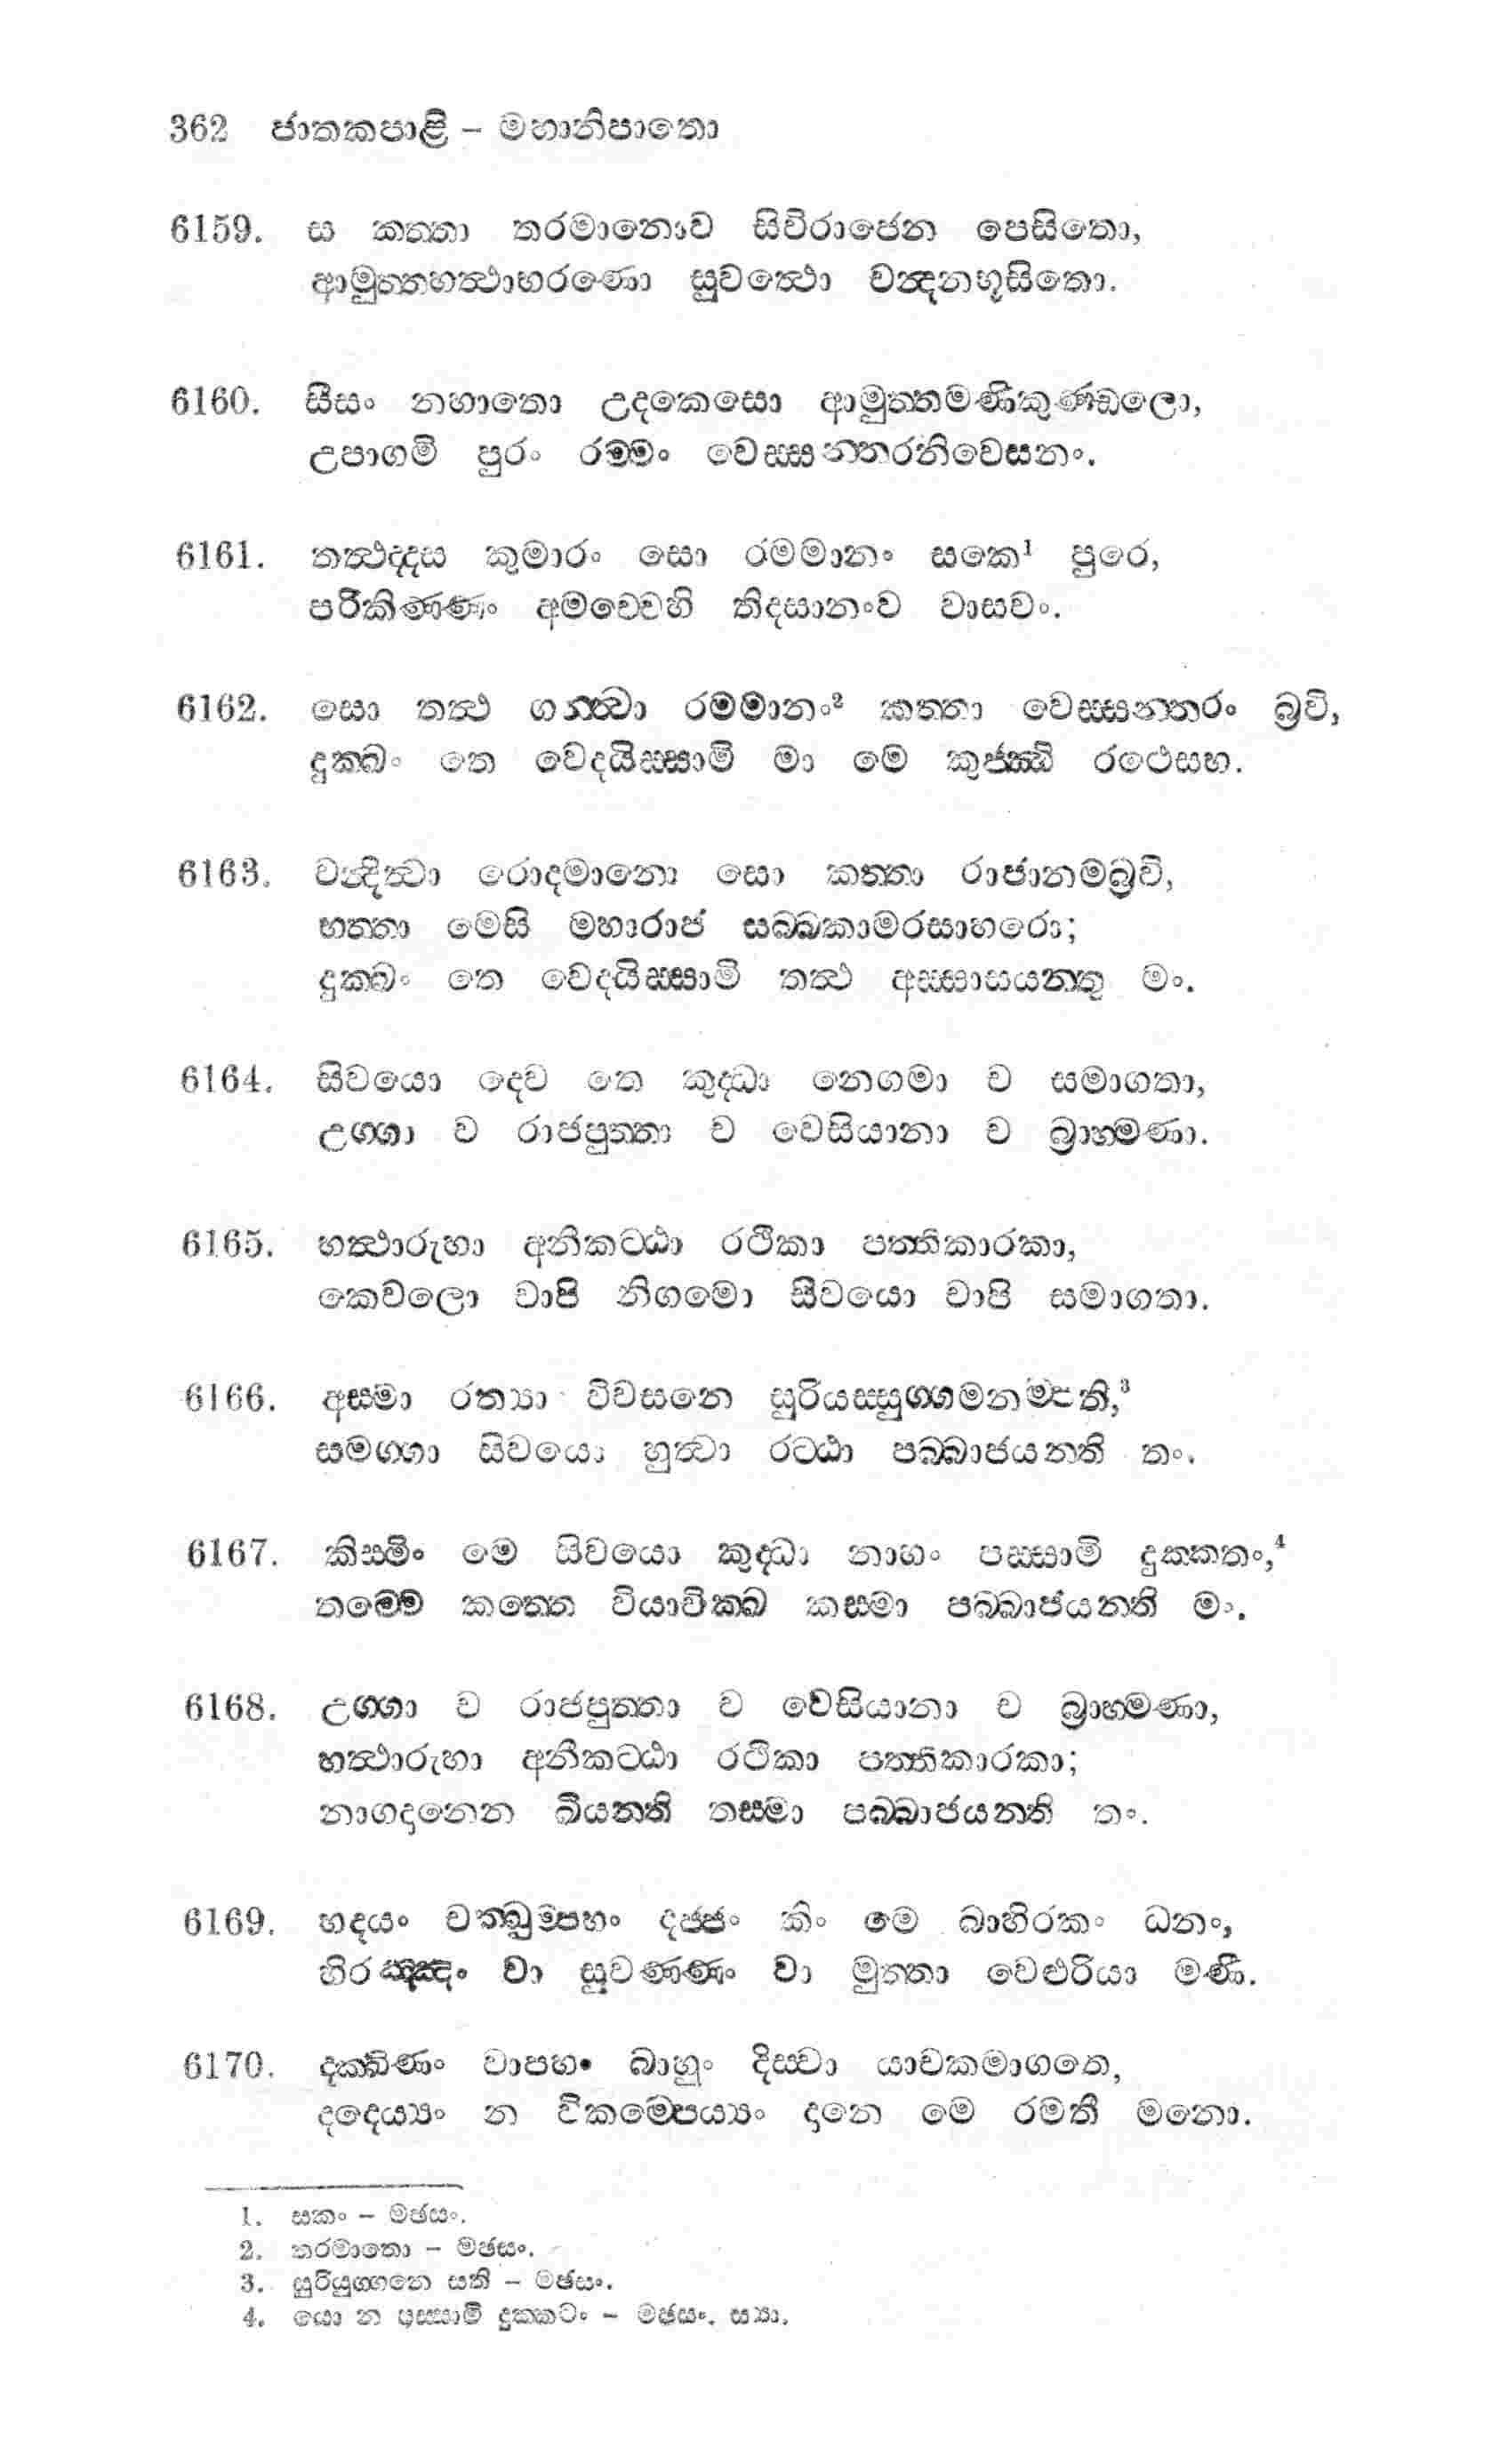 362 ජාතකපාළි – මහානිපාතො
6159. ස කත්තා තරමානොව සිවිරාජෙන පෙසිතො,
ආමුත්තහත්ථාභරණො සුවත්ථො චන්දනභූසිතො.
6160. සීසං නහාතො උදකෙසො ආමුත්තමණිකුණ්ඩලො,
උපාගමි පුරං රම්මං වෙස්සන්තරනිවෙසනං.
6161. තත්ථද්දස කුමාරං සො රමමානං සකෙ¹ පුරෙ,
පරිකිණ්ණං අමච්චෙහි තිදසානංව වාසවං.
6162. සො තත්ථ ගන්ත්වා රම්මානං² කත්තා වෙස්සන්තරං බ්‍රවි,
දුක්ඛං තෙ වෙදයිස්සාමි මා මෙ කුජ්ඣි රථෙසභ.
6163. වන්දිත්වා රොදමානො සො කත්තා රාජානමබ්‍රවි,
භත්තා මෙසි මහාරාජ සබ්බකාමරසාහරො;
දුක්ඛං තෙ වෙදයිස්සාමි තත්ථ අස්සාසයන්තු මං.
6164. සිවයො දෙව තෙ කුද්ධා නෙගමා ච සමාගතා,
උග්ගා ච රාජපුත්තා ච වෙසියානා ච බ්‍රාහ්මණා.
6165. හත්ථාරුහා අනීකට්ඨා රථිකා පත්තිකාරකා,
කෙවලො චාපි නිගමො සිවයො චාපි සමාගතා.
6166. අස්මා රත්‍යා විවසනෙ සුරියස්සුග්ගමනම්පති,³
සමග්ගා සිවයො හුත්වා රට්ඨා පබ්බාජයන්ති තං.
6167. කිස්මිං මෙ සිවයො කුද්ධා නාහං පස්සාමි දුක්කතං,⁴
තම්මෙ කත්තෙ වියාචික්ඛ කස්මා පබ්බාජයන්ති මං.
6168. උග්ගා ච රාජපුත්තා ච වෙසියානා ච බ්‍රාහ්මණා,
හත්ථාරුහා අනීකට්ඨා රථිකා පත්තිකාරකා;
නාගදානෙන ඛීයන්ති තස්මා පබ්බාජයන්ති තං.
6169. හදයං චක්ඛුම්පහං දජ්ජං කිං මෙ බාහිරකං ධනං,
හිරඤ්ඤං වා සුවණ්ණං වා මුත්තා වෙළුරියා මණි.
6170. දක්ඛිණං වාපහං බාහුං දිස්වා යාචකමාගතෙ,
දදෙය්‍යං න විකම්පෙය්‍යං දානෙ මෙ රමතී මනො.
1. සකං – මඡසං.
2. තරමානො – මඡසං.
3. සුරියුග්ගනෙ සති – මඡසං.
4. යො න පස්සාමි දුක්කටං – මඡසං. ස්‍යා.